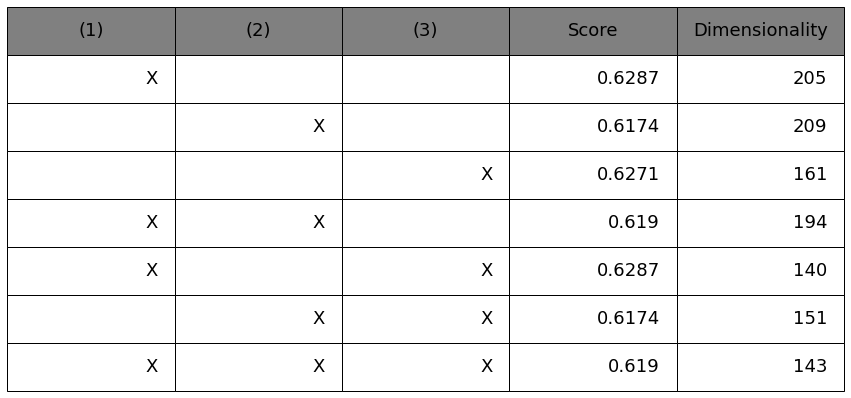 (1) (2) (3) Score Dimensionality
X 0.6287 205
X 0.6174 209
X 0.6271 161
X X 0.619 194
X X 0.6287 140
X X 0.6174 151
X X X 0.619 143